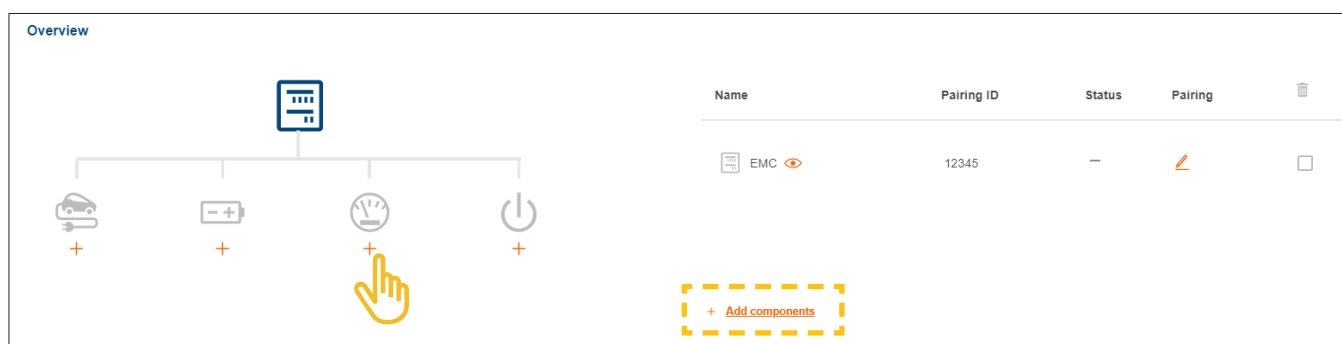 Overview
Name Pairing ID Status Pairing
EMC 12345 –
+ + + +
+ Add components